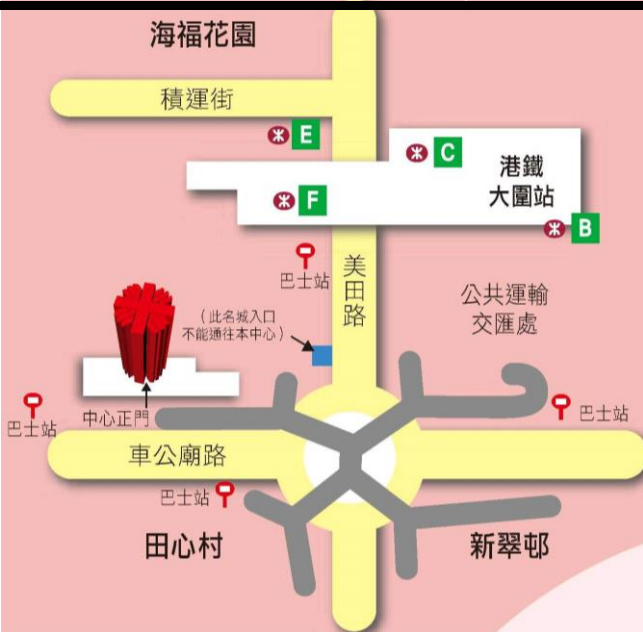 海福花園
積運街
E
C
港鐵
大圍站
F
B
巴士站
美田路
公共運輸
交匯處
（此名城入口
不能通往本中心）
巴士站
中心正門
巴士站
車公廟路
巴士站
田心村
新翠邨